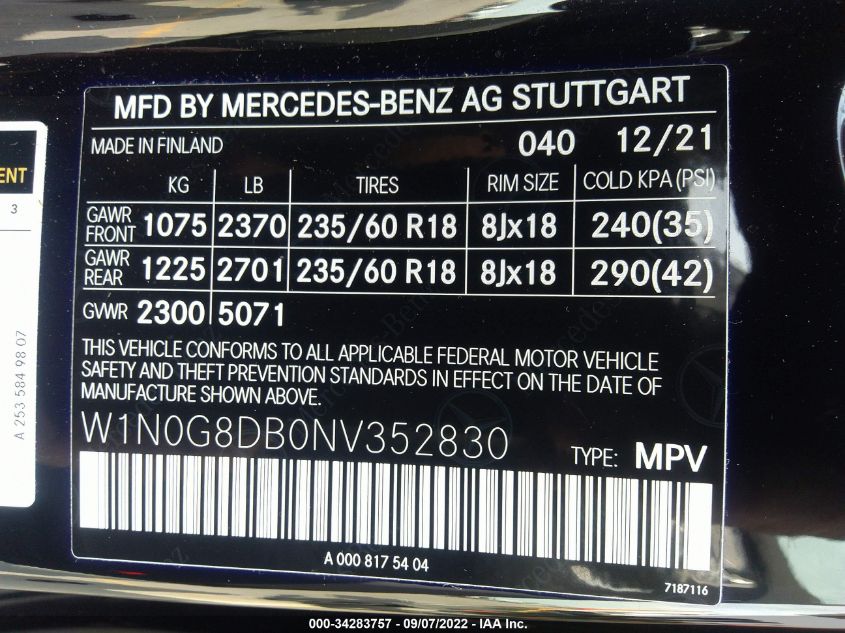 MFD BY MERCEDES-BENZ AG STUTTGART
MADE IN FINLAND 040 12/21
KG LB TIRES RIM SIZE COLD KPA (PSI)
GAWR FRONT 1075 2370 235/60 R18 8Jx18 240(35)
GAWR REAR 1225 2701 235/60 R18 8Jx18 290(42)
GVWR 2300 5071
THIS VEHICLE CONFORMS TO ALL APPLICABLE FEDERAL MOTOR VEHICLE
SAFETY AND THEFT PREVENTION STANDARDS IN EFFECT ON THE DATE OF
MANUFACTURE SHOWN ABOVE.
W1N0G8DB0NV352830
TYPE: MPV
A 000 817 54 04
7187116
ENT
3
A 253 584 98 07
000-34283757 - 09/07/2022 - IAA Inc.